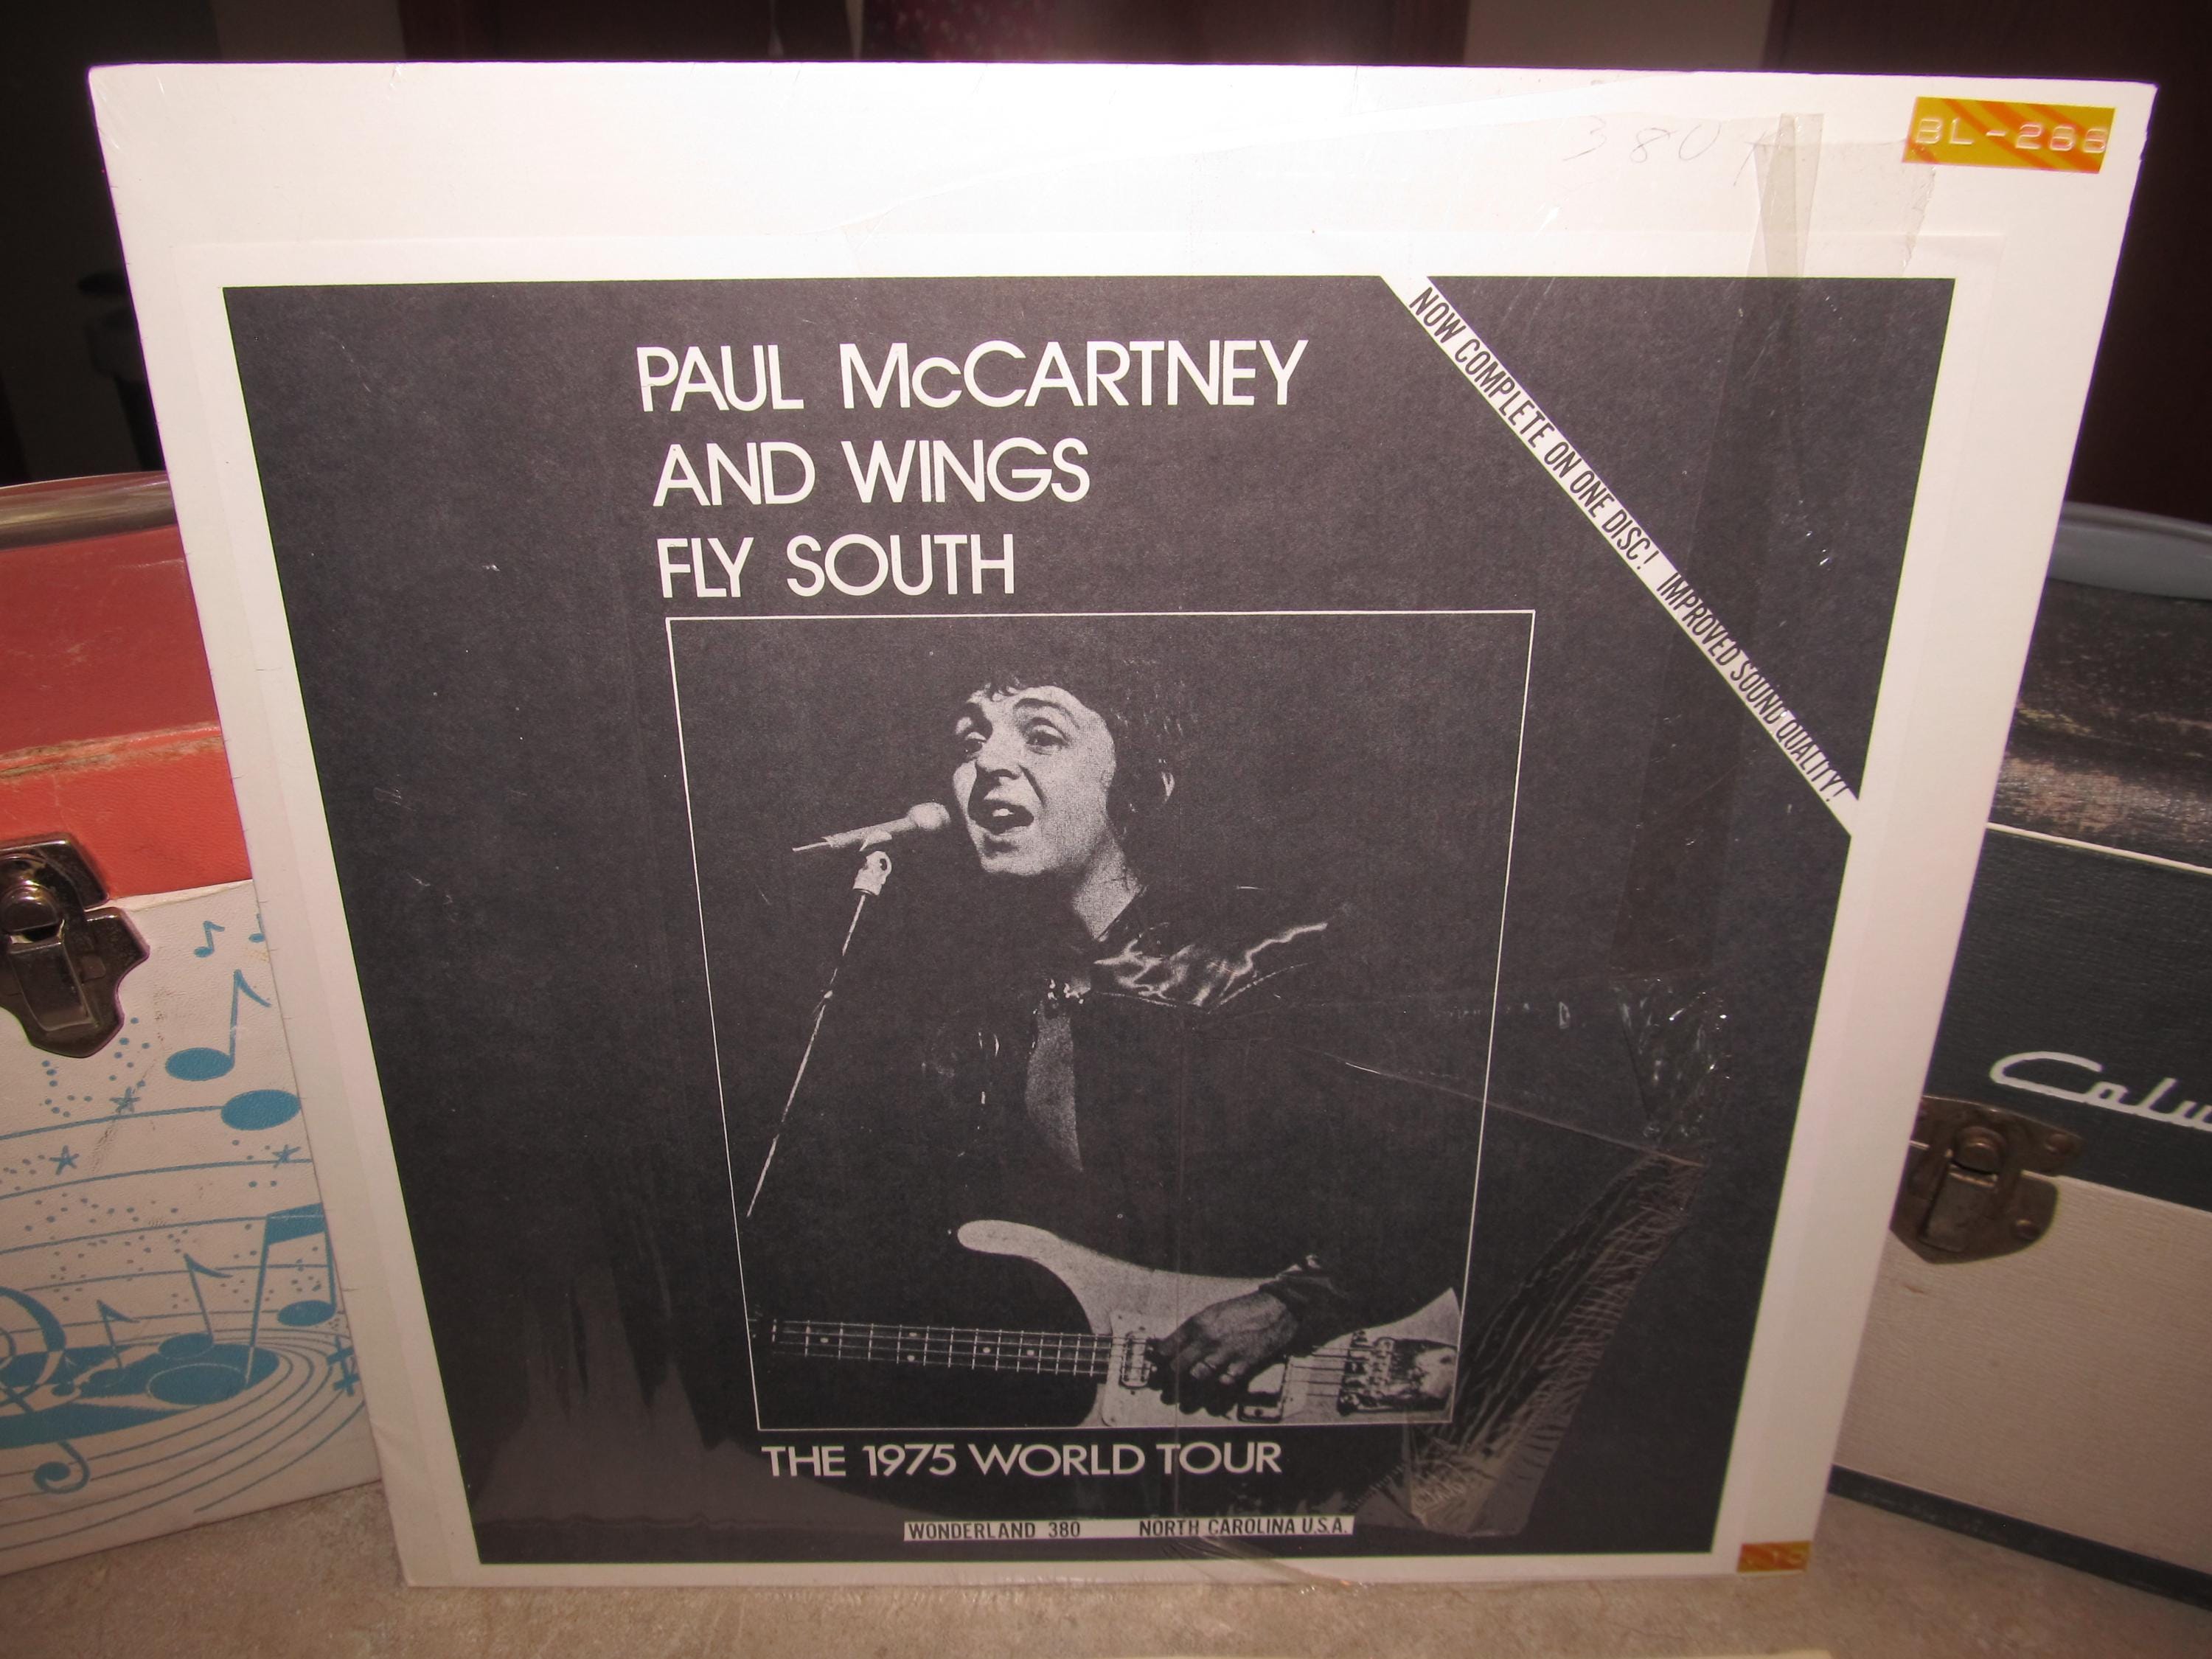 BL-288
380
PAUL McCARTNEY
AND WINGS
FLY SOUTH
NOW COMPLETE ON ONE DISC! IMPROVED SOUND QUALITY!
THE 1975 WORLD TOUR
WONDERLAND 380 NORTH CAROLINA U.S.A.